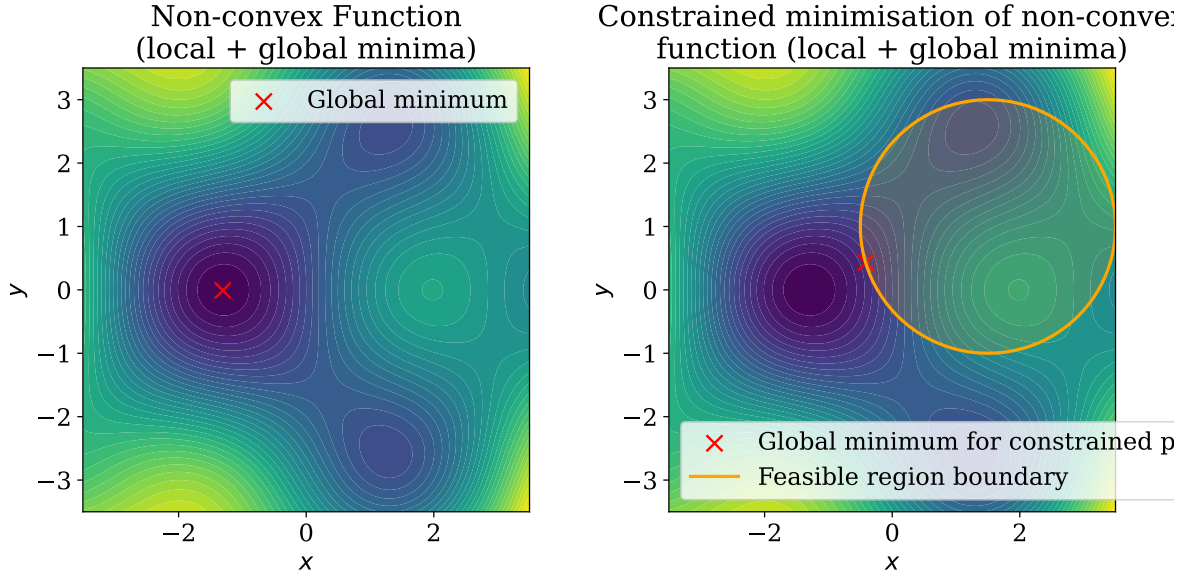 Non-convex Function
(local + global minima)
Global minimum
3
2
1
0
−1
−2
−3
y
−2 0 2
x
Constrained minimisation of non-conve
function (local + global minima)
3
2
1
0
−1
−2
−3
y
Global minimum for constrained p
Feasible region boundary
−2 0 2
x